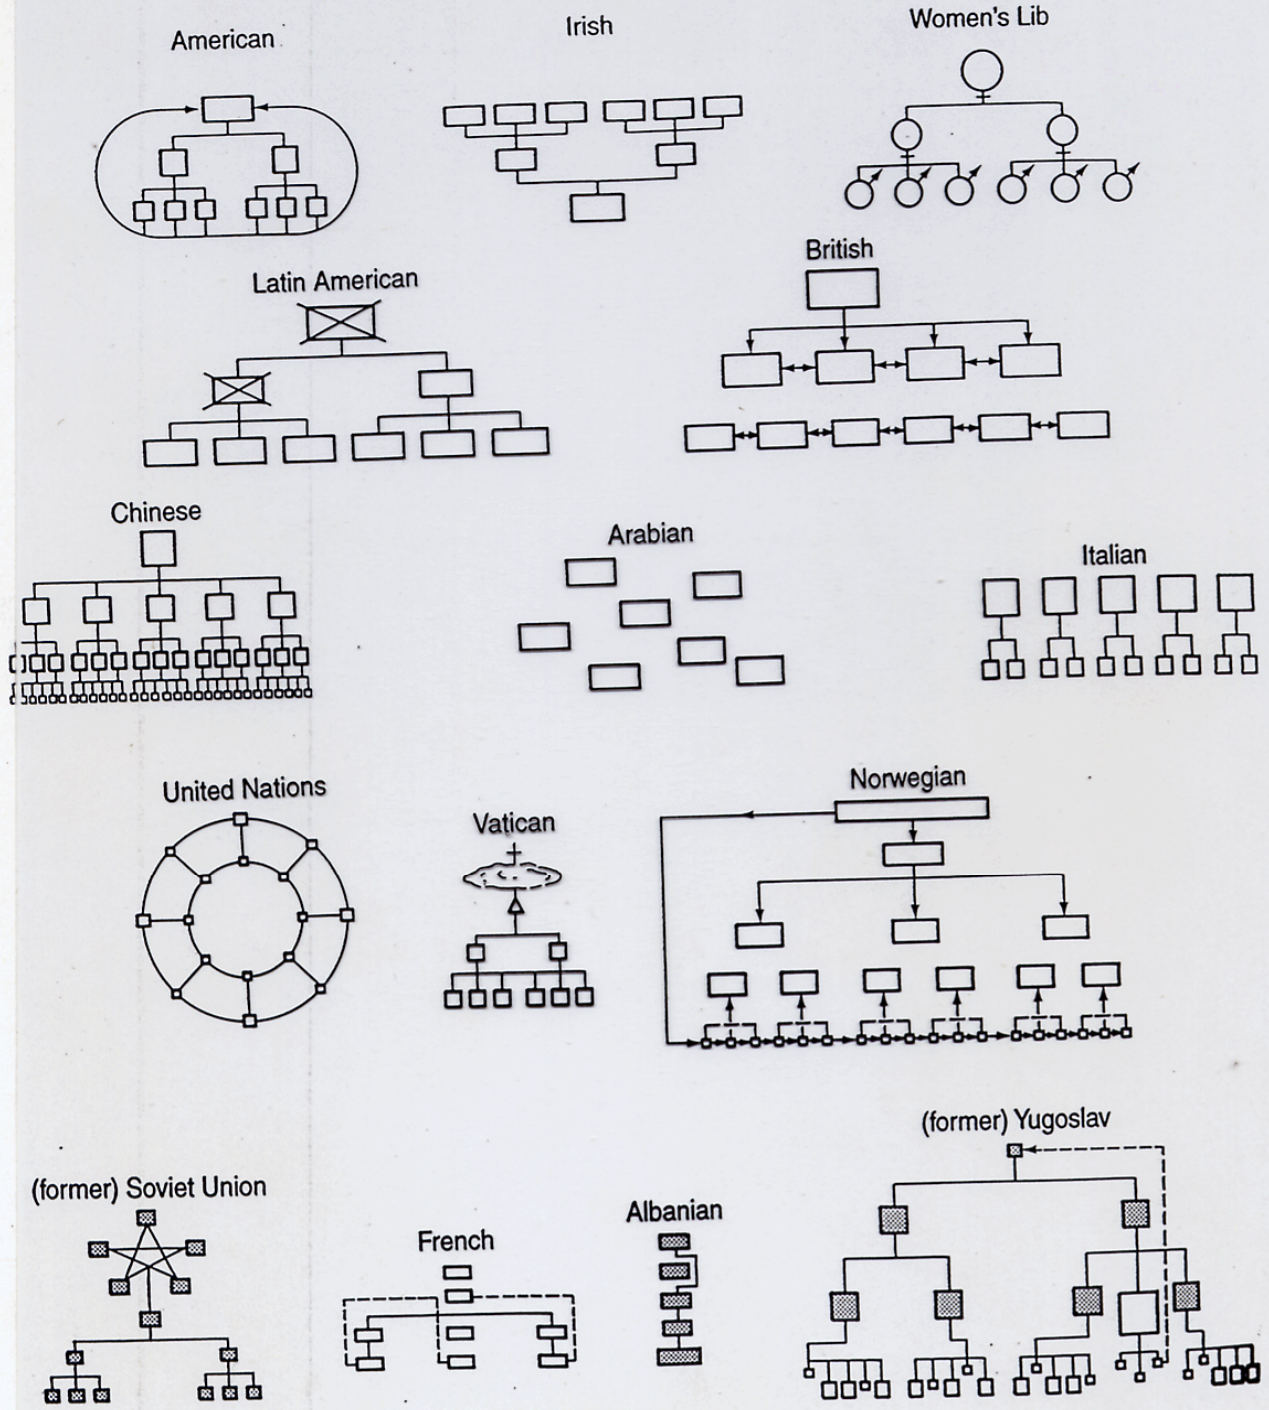 American
Irish
Women's Lib
Latin American
British
Chinese
Arabian
Italian
United Nations
Vatican
Norwegian
(former) Soviet Union
French
Albanian
(former) Yugoslav